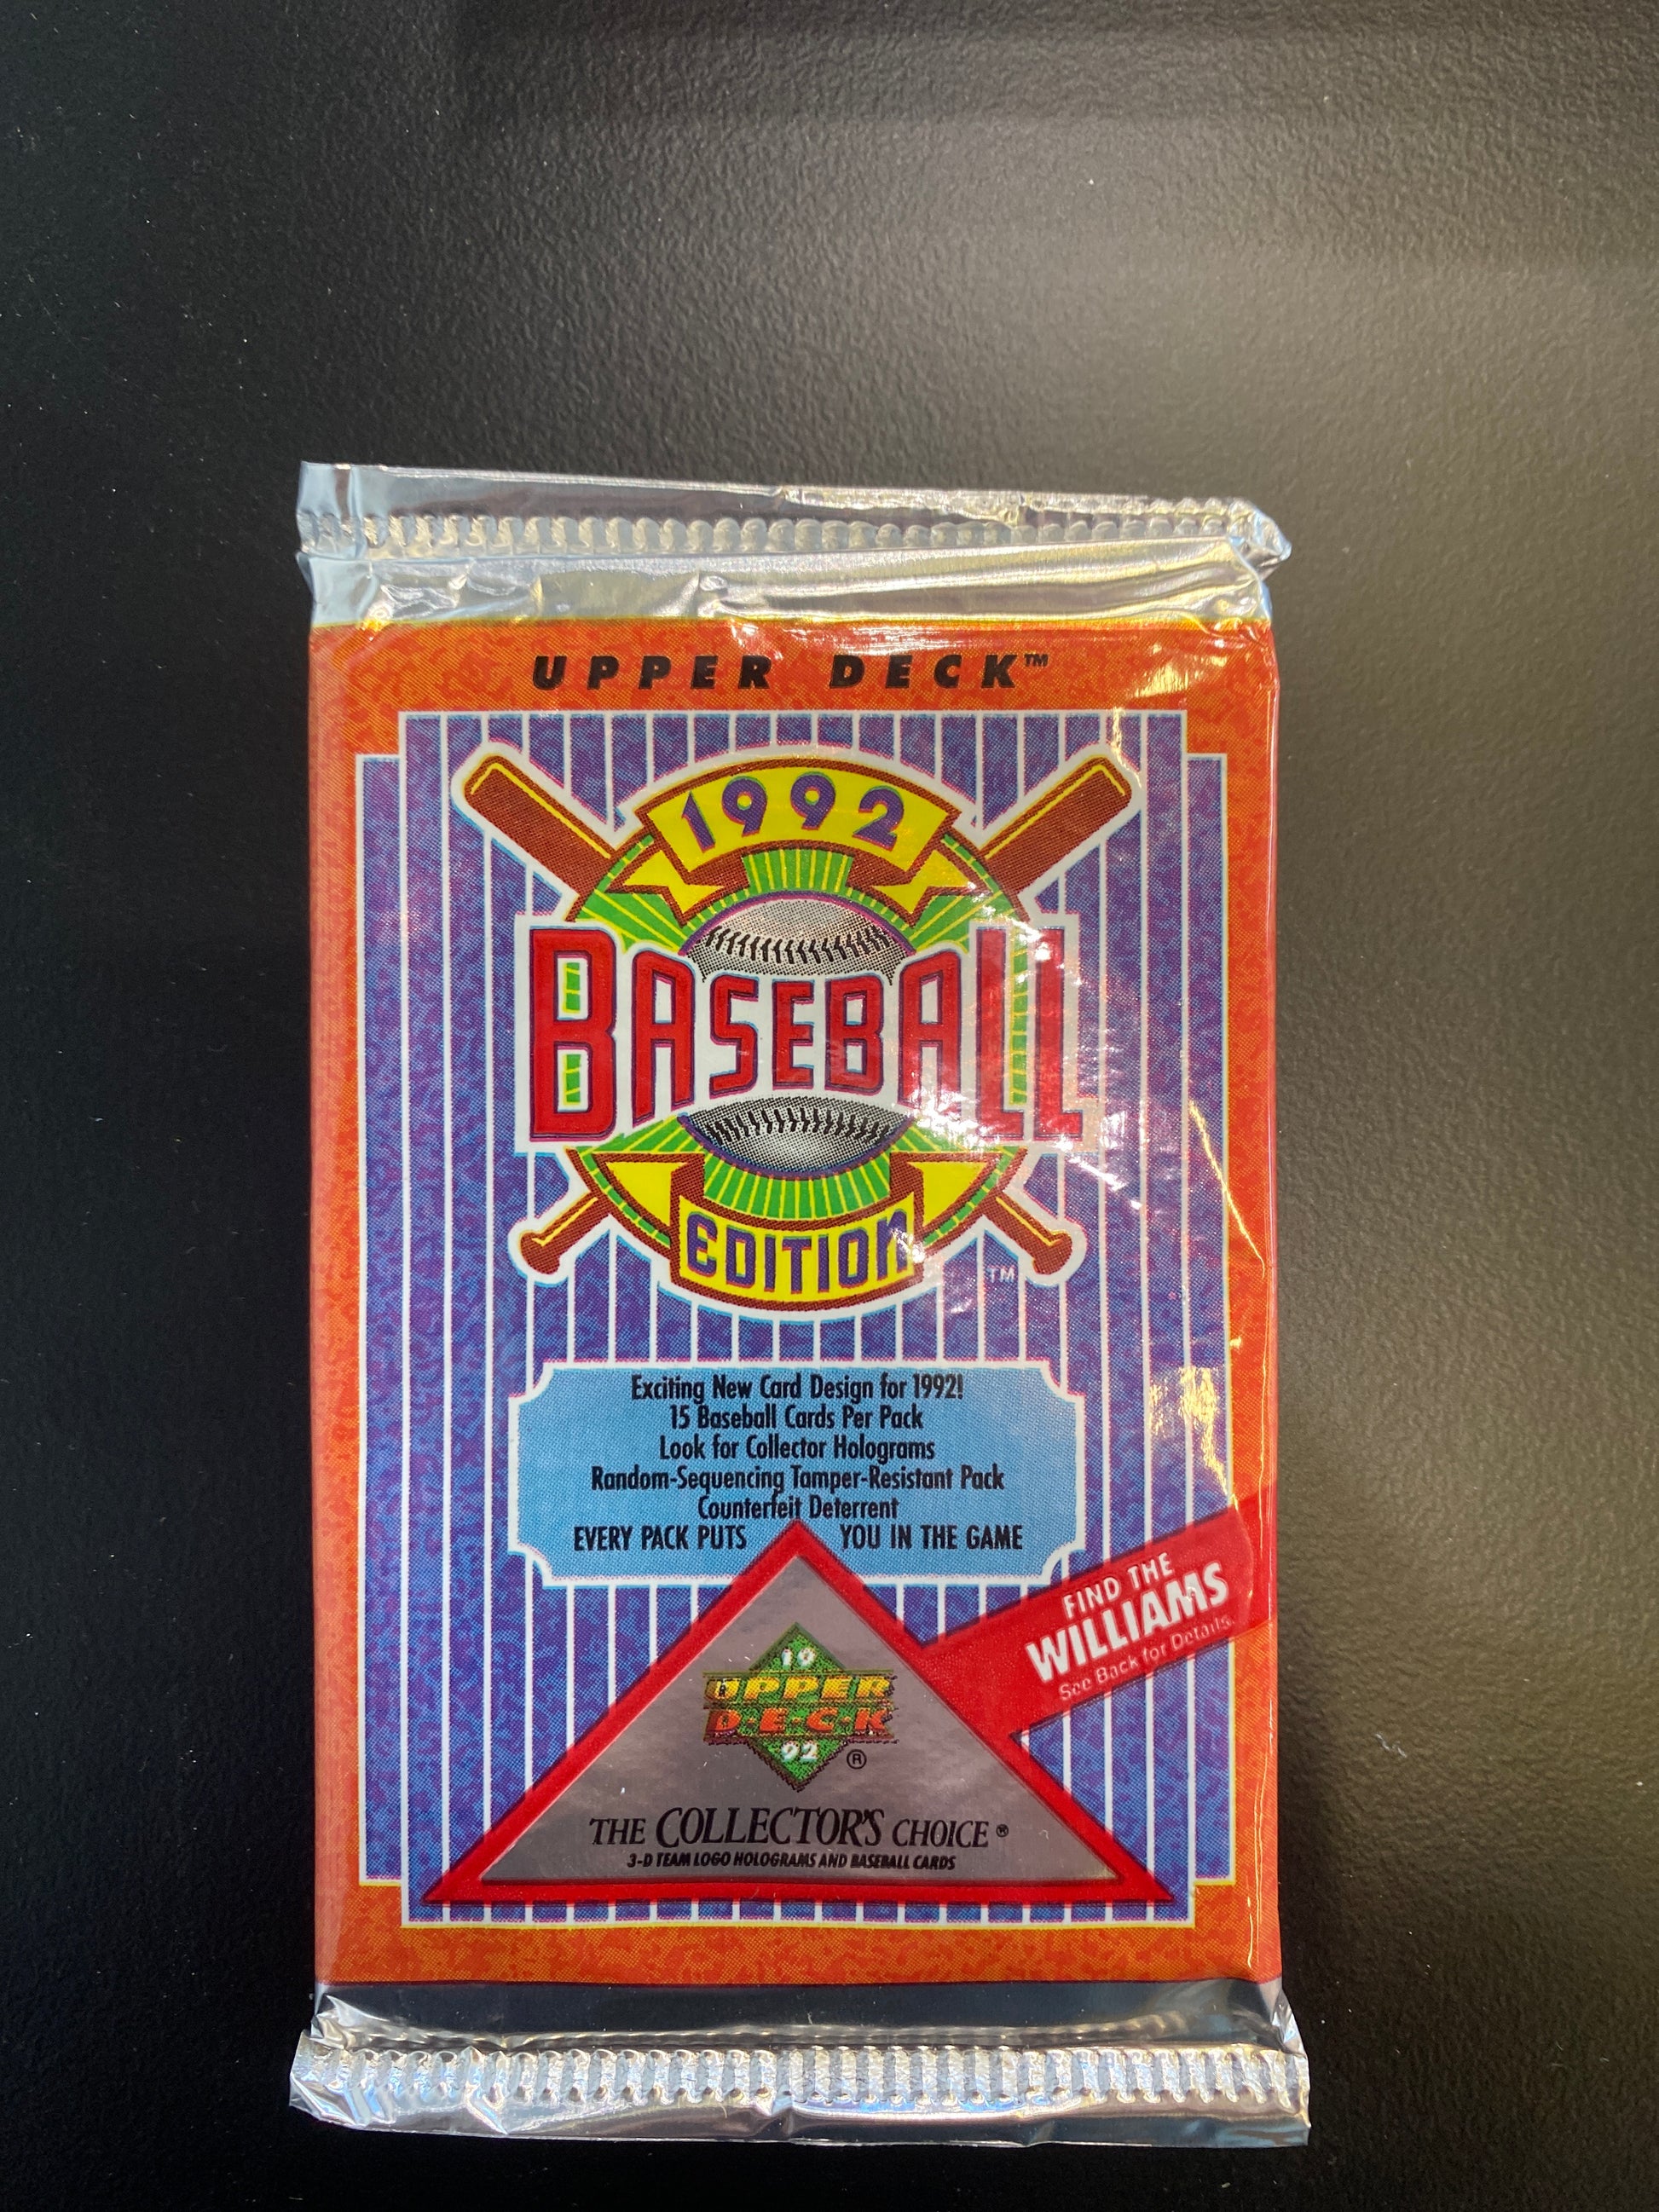 UPPER DECK™
1992
BASEBALL
EDITION
TM
Exciting New Card Design for 1992!
15 Baseball Cards Per Pack
Look for Collector Holograms
Random-Sequencing Tamper-Resistant Pack
Counterfeit Deterrent
EVERY PACK PUTS YOU IN THE GAME
FIND THE
WILLIAMS
See Back for Details.
19
UPPER
D·E·C·K
92 ®
THE COLLECTOR'S CHOICE ®
3-D TEAM LOGO HOLOGRAMS AND BASEBALL CARDS